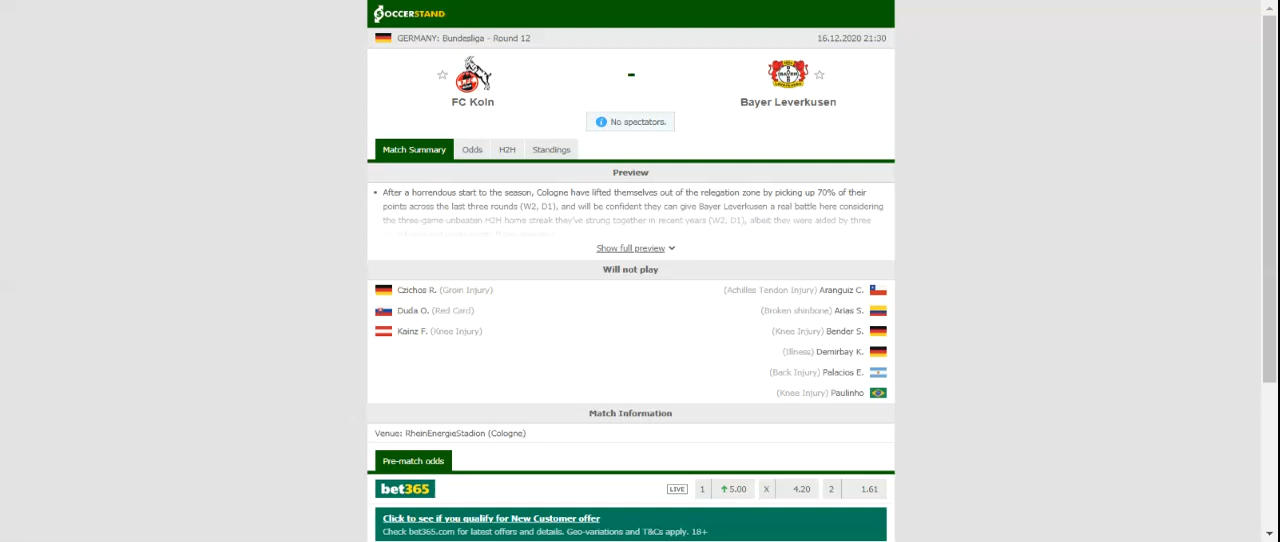 SOCCERSTAND
GERMANY: Bundesliga - Round 12
16.12.2020 21:30
-
FC Koln
Bayer Leverkusen
No spectators.
Match Summary
Odds
H2H
Standings
Preview
• After a horrendous start to the season, Cologne have lifted themselves out of the relegation zone by picking up 70% of their
points across the last three rounds (W2, D1), and will be confident they can give Bayer Leverkusen a real battle here considering
the three-game unbeaten H2H home streak they've strung together in recent years (W2, D1), albeit they were aided by three
Show full preview
Will not play
Czichos R. (Groin Injury)
(Achilles Tendon Injury) Aranguiz C.
Duda O. (Red Card)
(Broken shinbone) Arias S.
Kainz F. (Knee Injury)
(Knee Injury) Bender S.
(Illness) Demirbay K.
(Back Injury) Palacios E.
(Knee Injury) Paulinho
Match Information
Venue: RheinEnergieStadion (Cologne)
Pre-match odds
bet365
LIVE
1 5.00
X 4.20
2 1.61
Click to see if you qualify for New Customer offer
Check bet365.com for latest offers and details. Geo-variations and T&Cs apply. 18+